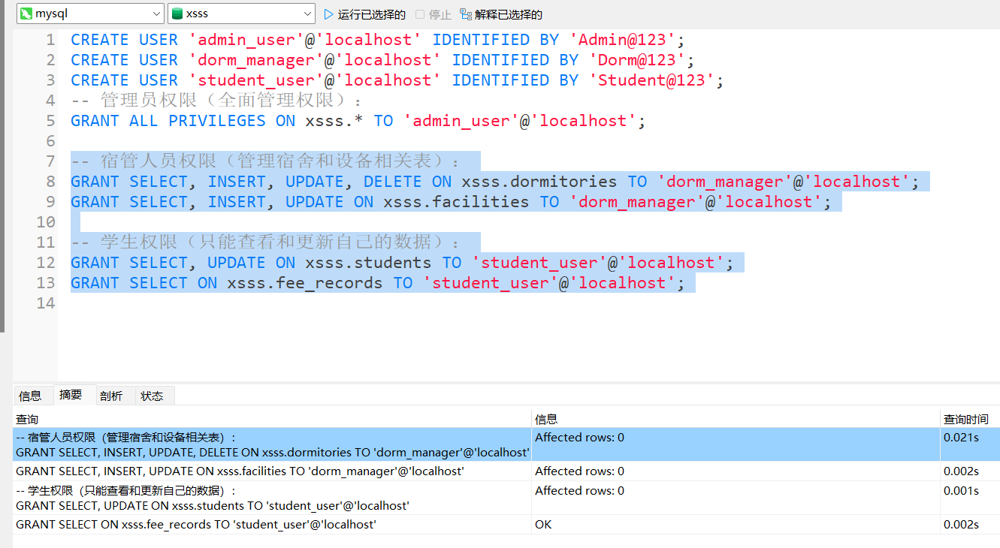 mysql xsss 运行已选择的 停止 解释已选择的
1 CREATE USER 'admin_user'@'localhost' IDENTIFIED BY 'Admin@123';
2 CREATE USER 'dorm_manager'@'localhost' IDENTIFIED BY 'Dorm@123';
3 CREATE USER 'student_user'@'localhost' IDENTIFIED BY 'Student@123';
4 -- 管理员权限（全面管理权限）：
5 GRANT ALL PRIVILEGES ON xsss.* TO 'admin_user'@'localhost';
6
7 -- 宿管人员权限（管理宿舍和设备相关表）：
8 GRANT SELECT, INSERT, UPDATE, DELETE ON xsss.dormitories TO 'dorm_manager'@'localhost';
9 GRANT SELECT, INSERT, UPDATE ON xsss.facilities TO 'dorm_manager'@'localhost';
10
11 -- 学生权限（只能查看和更新自己的数据）：
12 GRANT SELECT, UPDATE ON xsss.students TO 'student_user'@'localhost';
13 GRANT SELECT ON xsss.fee_records TO 'student_user'@'localhost';
14
信息 摘要 剖析 状态
查询 信息 查询时间
-- 宿管人员权限（管理宿舍和设备相关表）： Affected rows: 0 0.021s
GRANT SELECT, INSERT, UPDATE, DELETE ON xsss.dormitories TO 'dorm_manager'@'localhost'
GRANT SELECT, INSERT, UPDATE ON xsss.facilities TO 'dorm_manager'@'localhost' Affected rows: 0 0.002s
-- 学生权限（只能查看和更新自己的数据）： Affected rows: 0 0.001s
GRANT SELECT, UPDATE ON xsss.students TO 'student_user'@'localhost'
GRANT SELECT ON xsss.fee_records TO 'student_user'@'localhost' OK 0.002s